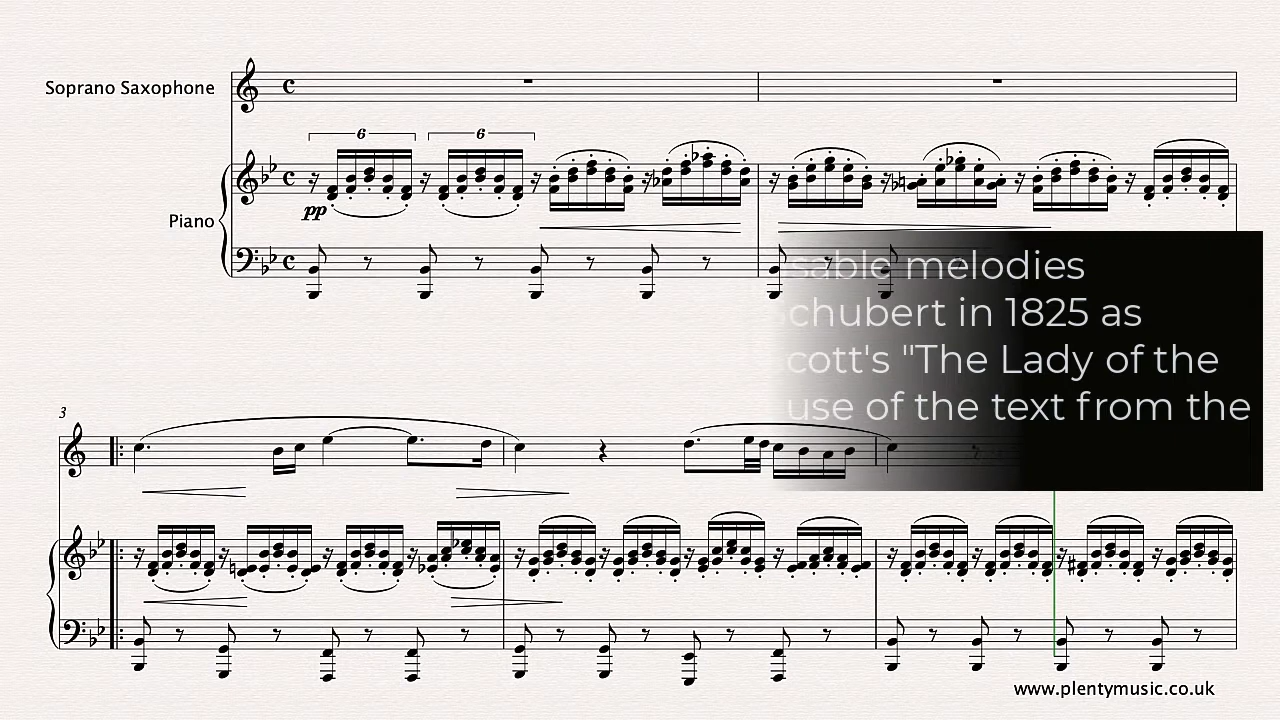 Soprano Saxophone
6
6
pp
Piano
sable melodies
chubert in 1825 as
cott's "The Lady of the
use of the text from the
3
www.plentymusic.co.uk